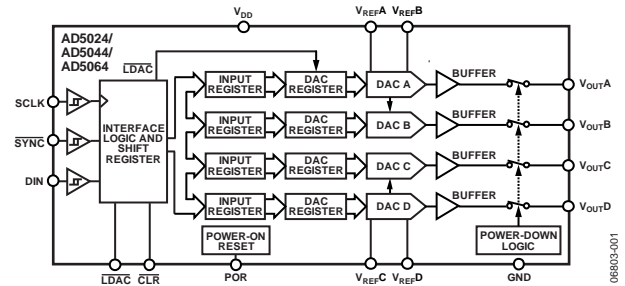 VDD
VREFA VREFB
AD5024/
AD5044/
AD5064
LDAC
SCLK
SYNC
DIN
INTERFACE
LOGIC AND
SHIFT
REGISTER
INPUT
REGISTER
DAC
REGISTER
DAC A
BUFFER
VOUTA
INPUT
REGISTER
DAC
REGISTER
DAC B
BUFFER
VOUTB
INPUT
REGISTER
DAC
REGISTER
DAC C
BUFFER
VOUTC
INPUT
REGISTER
DAC
REGISTER
DAC D
BUFFER
VOUTD
POWER-ON
RESET
POWER-DOWN
LOGIC
LDAC CLR
POR
VREFC VREFD
GND
06803-001